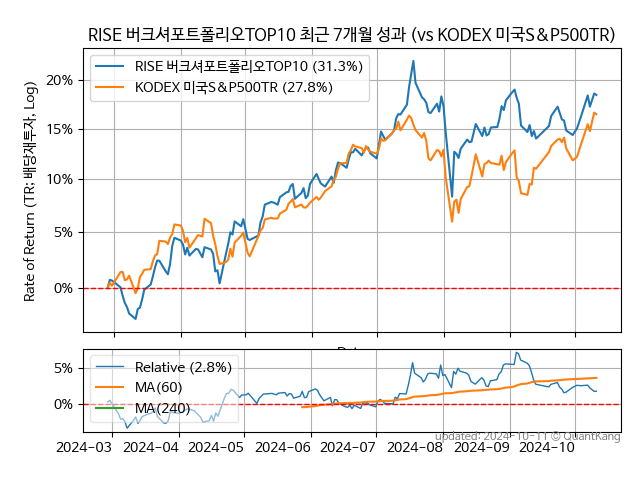 RISE 버크셔포트폴리오TOP10 최근 7개월 성과 (vs KODEX 미국S&P500TR)
RISE 버크셔포트폴리오TOP10 (31.3%)
KODEX 미국S&P500TR (27.8%)
Rate of Return (TR: 배당재투자, Log)
20%
15%
10%
5%
0%
Relative (2.8%)
MA(60)
MA(240)
5%
0%
2024-03 2024-04 2024-05 2024-06 2024-07 2024-08 2024-09 2024-10
updated: 2024-10-11 © QuantKang